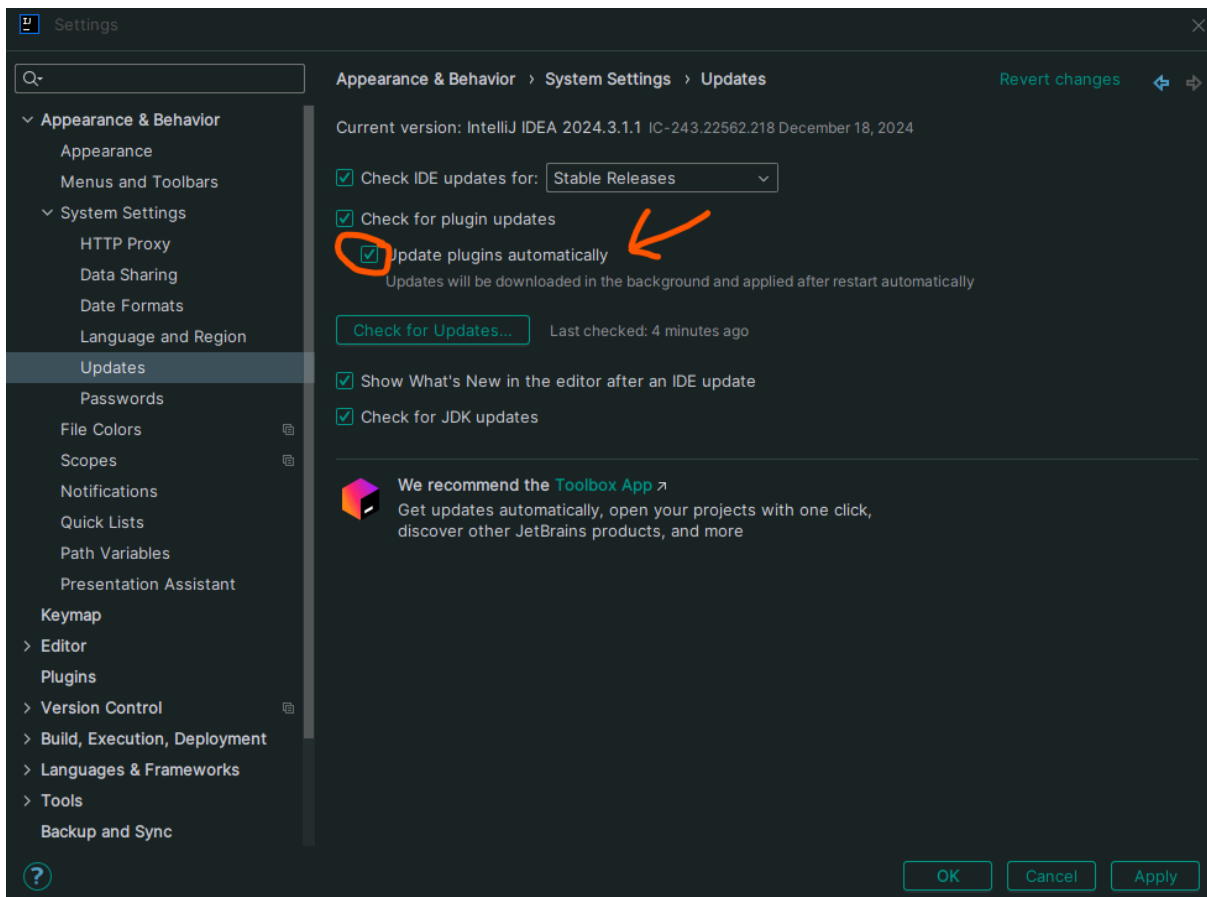 Settings
Appearance & Behavior
Appearance
Menus and Toolbars
System Settings
HTTP Proxy
Data Sharing
Date Formats
Language and Region
Updates
Passwords
File Colors
Scopes
Notifications
Quick Lists
Path Variables
Presentation Assistant
Keymap
Editor
Plugins
Version Control
Build, Execution, Deployment
Languages & Frameworks
Tools
Backup and Sync
Appearance & Behavior › System Settings › Updates
Revert changes
Current version: IntelliJ IDEA 2024.3.1.1 IC-243.22562.218 December 18, 2024
Check IDE updates for: Stable Releases
Check for plugin updates
Update plugins automatically
Updates will be downloaded in the background and applied after restart automatically
Check for Updates... Last checked: 4 minutes ago
Show What's New in the editor after an IDE update
Check for JDK updates
We recommend the Toolbox App ↗
Get updates automatically, open your projects with one click,
discover other JetBrains products, and more
? OK Cancel Apply